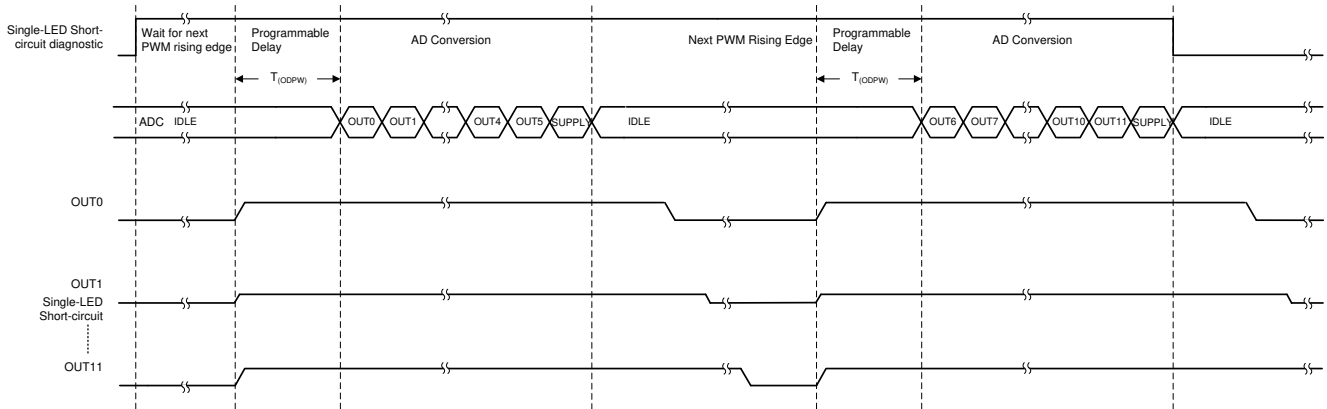 Single-LED Short-
circuit diagnostic
Wait for next
PWM rising edge
Programmable
Delay
AD Conversion
Next PWM Rising Edge
Programmable
Delay
AD Conversion
T(ODPW)
T(ODPW)
ADC IDLE
OUT0
OUT1
OUT4
OUT5
SUPPLY
IDLE
OUT6
OUT7
OUT10
OUT11
SUPPLY
IDLE
OUT0
OUT1
Single-LED
Short-circuit
OUT11